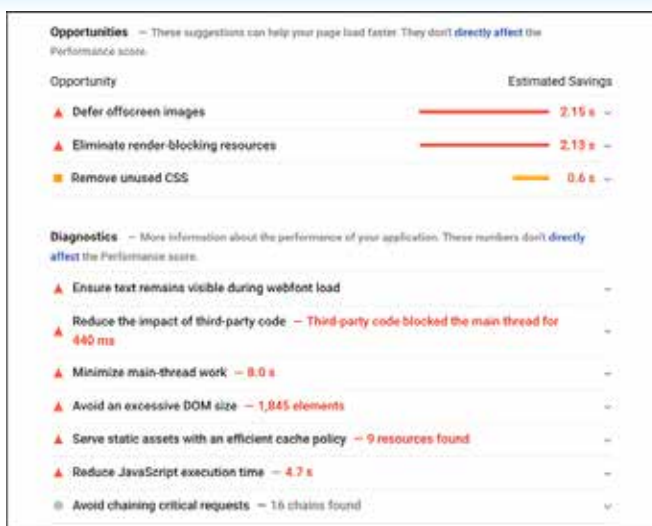 Opportunities — These suggestions can help your page load faster. They don't directly affect the
Performance score.
Opportunity Estimated Savings
Defer offscreen images 2.15 s
Eliminate render-blocking resources 2.13 s
Remove unused CSS 0.6 s
Diagnostics — More information about the performance of your application. These numbers don't directly
affect the Performance score.
Ensure text remains visible during webfont load
Reduce the impact of third-party code — Third-party code blocked the main thread for
440 ms
Minimize main-thread work — 8.0 s
Avoid an excessive DOM size — 1,845 elements
Serve static assets with an efficient cache policy — 9 resources found
Reduce JavaScript execution time — 4.7 s
Avoid chaining critical requests — 16 chains found